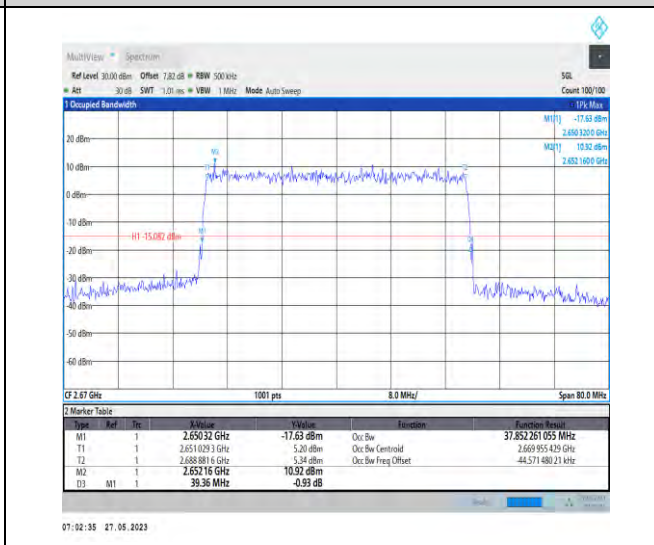 MultiView Spectrum
Ref Level 30.00 dBm Offset 7.82 dB RBW 500 kHz SGL
Att 30 dB SWT 1.01 ms VBW 1 MHz Mode Auto Sweep Count 100/100
1 Occupied Bandwidth 1Pk Max
M1[1] -17.63 dBm
2.650 320 0 GHz
M2[1] 10.92 dBm
2.652 160 0 GHz
20 dBm
M2
10 dBm
T1 T2
0 dBm
-10 dBm
H1 -15.082 dBm
M1
-20 dBm
-30 dBm
-40 dBm
-50 dBm
-60 dBm
CF 2.67 GHz 1001 pts 8.0 MHz/ Span 80.0 MHz
2 Marker Table
Type Ref Trc X-Value Y-Value Function Function Result
M1 1 2.65032 GHz -17.63 dBm Occ Bw 37.852 261 055 MHz
T1 1 2.651 029 3 GHz 5.20 dBm Occ Bw Centroid 2.669 955 429 GHz
T2 1 2.688 881 6 GHz 5.34 dBm Occ Bw Freq Offset -44.571 480 21 kHz
M2 1 2.65216 GHz 10.92 dBm
D3 M1 1 39.36 MHz -0.93 dB
07:02:35 27.05.2023